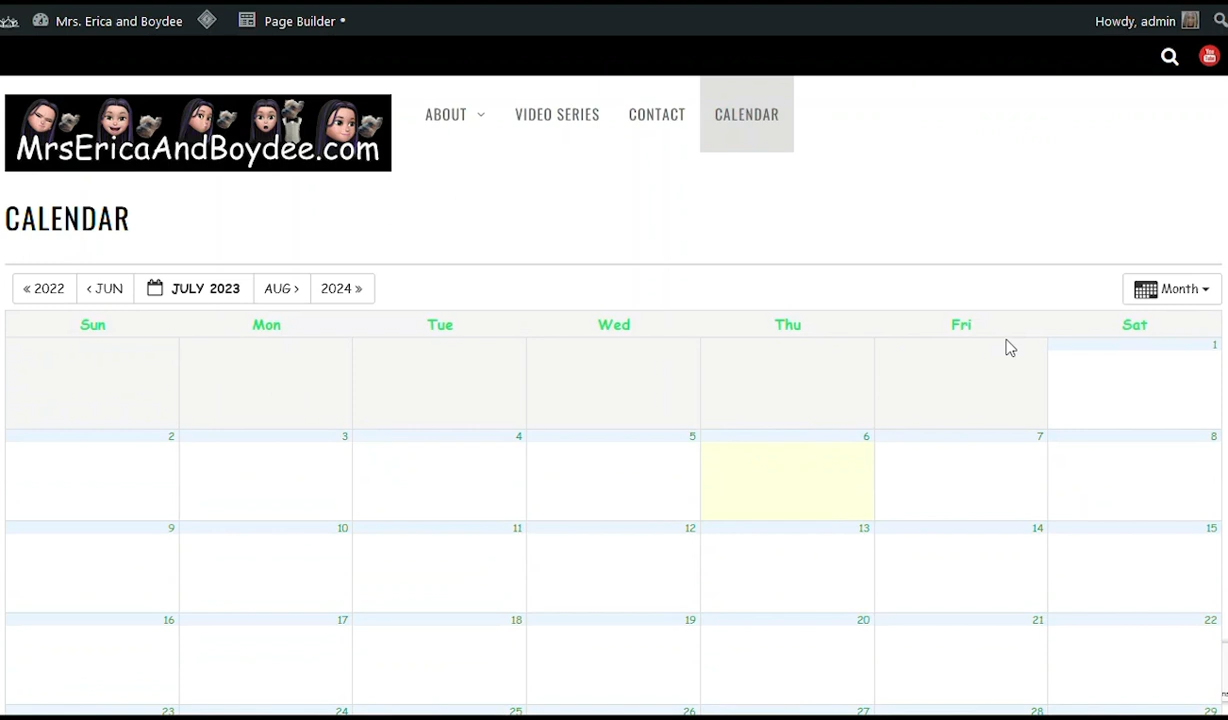 Mrs. Erica and Boydee Page Builder Howdy, admin
You Tube
ABOUT VIDEO SERIES CONTACT CALENDAR
MrsEricaAndBoydee.com
CALENDAR
« 2022 ‹ JUN JULY 2023 AUG › 2024 » Month
Sun Mon Tue Wed Thu Fri Sat
1
2 3 4 5 6 7 8
9 10 11 12 13 14 15
16 17 18 19 20 21 22
23 24 25 26 27 28 29